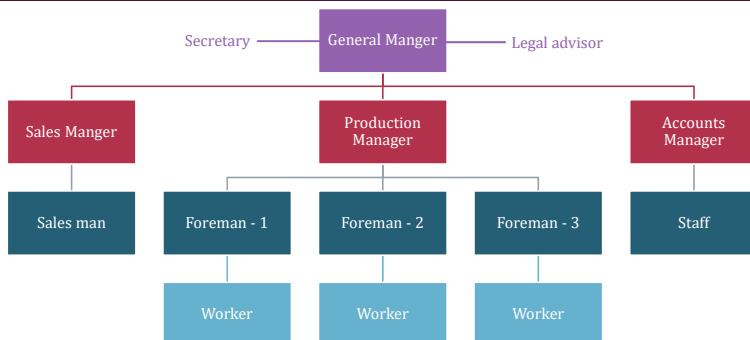 Secretary
General Manger
Legal advisor
Sales Manger
Production
Manager
Accounts
Manager
Sales man
Foreman - 1
Foreman - 2
Foreman - 3
Staff
Worker
Worker
Worker